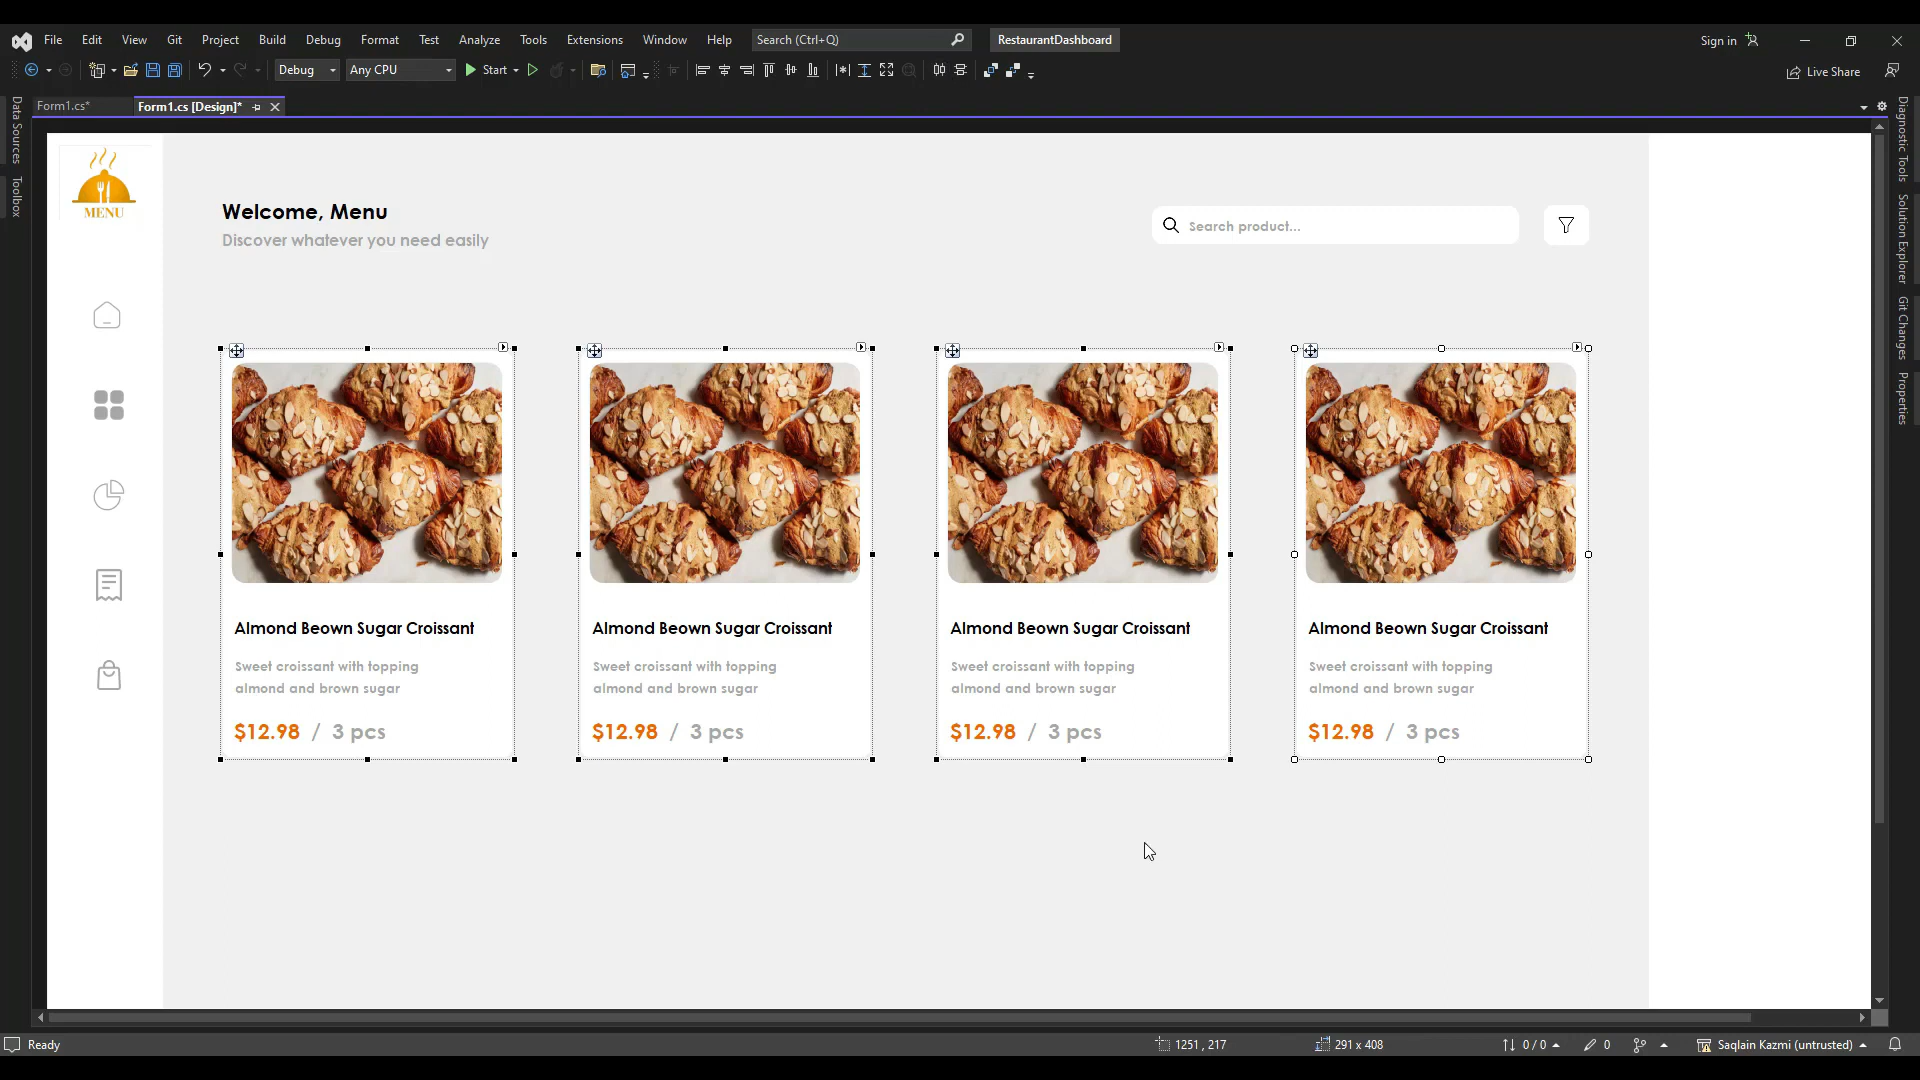 File Edit View Git Project Build Debug Format Test Analyze Tools Extensions Window Help Search (Ctrl+Q) RestaurantDashboard Sign in
Debug Any CPU Start Live Share
Form1.cs* Form1.cs [Design]*
Data Sources
Toolbox
Diagnostic Tools
Solution Explorer
Git Changes
Properties
MENU
Welcome, Menu
Discover whatever you need easily
Search product...
Almond Beown Sugar Croissant
Sweet croissant with topping
almond and brown sugar
$12.98 / 3 pcs
Almond Beown Sugar Croissant
Sweet croissant with topping
almond and brown sugar
$12.98 / 3 pcs
Almond Beown Sugar Croissant
Sweet croissant with topping
almond and brown sugar
$12.98 / 3 pcs
Almond Beown Sugar Croissant
Sweet croissant with topping
almond and brown sugar
$12.98 / 3 pcs
Ready 1251 , 217 291 x 408 0 / 0 0 Saqlain Kazmi (untrusted)